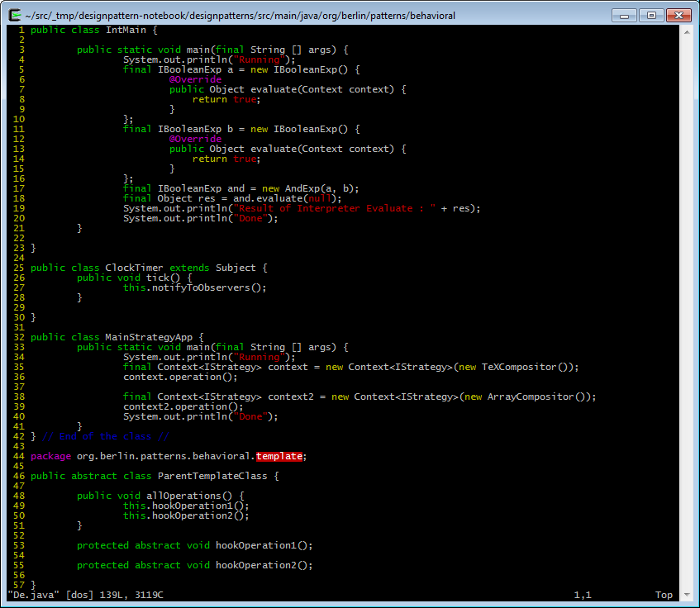 ~/src/_tmp/designpattern-notebook/designpatterns/src/main/java/org/berlin/patterns/behavioral
1 public class IntMain {
2
3         public static void main(final String [] args) {
4                 System.out.println("Running");
5                 final IBooleanExp a = new IBooleanExp() {
6                         @Override
7                         public Object evaluate(Context context) {
8                             return true;
9                         }
10                 };
11                 final IBooleanExp b = new IBooleanExp() {
12                         @Override
13                         public Object evaluate(Context context) {
14                             return true;
15                         }
16                 };
17                 final IBooleanExp and = new AndExp(a, b);
18                 final Object res = and.evaluate(null);
19                 System.out.println("Result of Interpreter Evaluate : " + res);
20                 System.out.println("Done");
21         }
22
23 }
24
25 public class ClockTimer extends Subject {
26         public void tick() {
27                 this.notifyToObservers();
28         }
29
30 }
31
32 public class MainStrategyApp {
33         public static void main(final String [] args) {
34                 System.out.println("Running");
35                 final Context<IStrategy> context = new Context<IStrategy>(new TeXCompositor());
36                 context.operation();
37
38                 final Context<IStrategy> context2 = new Context<IStrategy>(new ArrayCompositor());
39                 context2.operation();
40                 System.out.println("Done");
41         }
42 } // End of the class //
43
44 package org.berlin.patterns.behavioral.template;
45
46 public abstract class ParentTemplateClass {
47
48         public void allOperations() {
49                 this.hookOperation1();
50                 this.hookOperation2();
51         }
52
53         protected abstract void hookOperation1();
54
55         protected abstract void hookOperation2();
56
57 }
"De.java" [dos] 139L, 3119C 1,1 Top